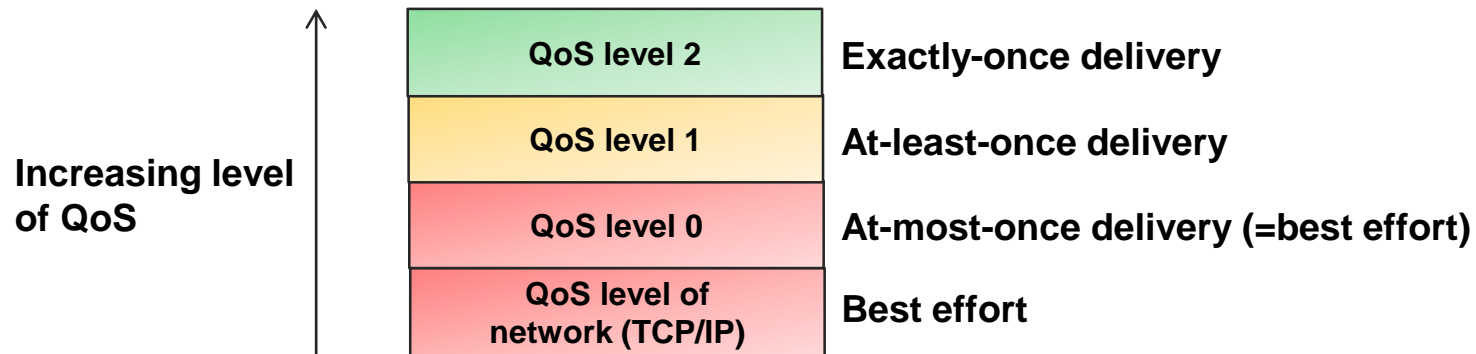 QoS level 2
Exactly-once delivery
QoS level 1
At-least-once delivery
Increasing level
of QoS
QoS level 0
At-most-once delivery (=best effort)
QoS level of
network (TCP/IP)
Best effort